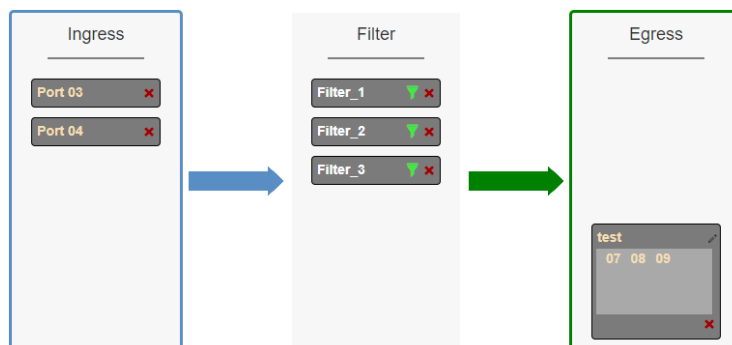 Ingress
Port 03
Port 04
Filter
Filter_1
Filter_2
Filter_3
Egress
test
07 08 09